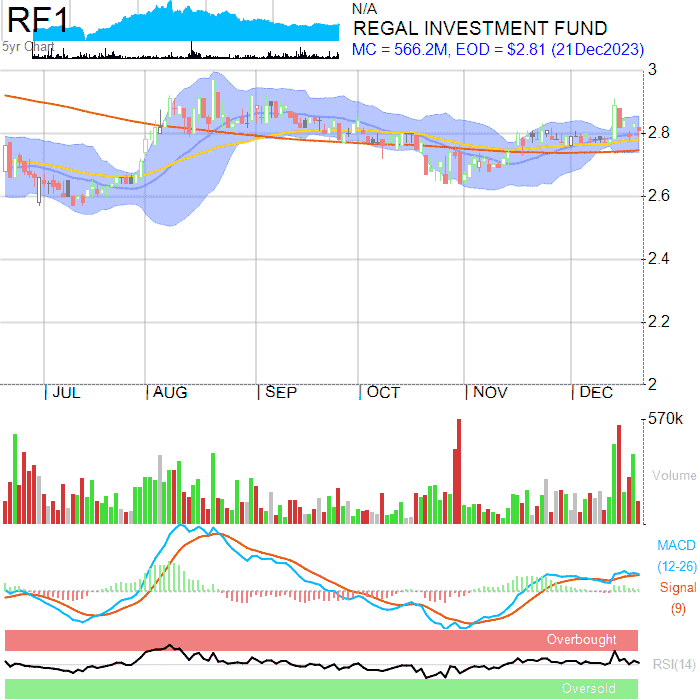 RF1
N/A
REGAL INVESTMENT FUND
5yr Chart
MC = 566.2M, EOD = $2.81 (21Dec2023)
3
2.8
2.6
2.4
2.2
2
JUL AUG SEP OCT NOV DEC
570k
Volume
MACD
(12-26)
Signal
(9)
Overbought
RSI(14)
Oversold